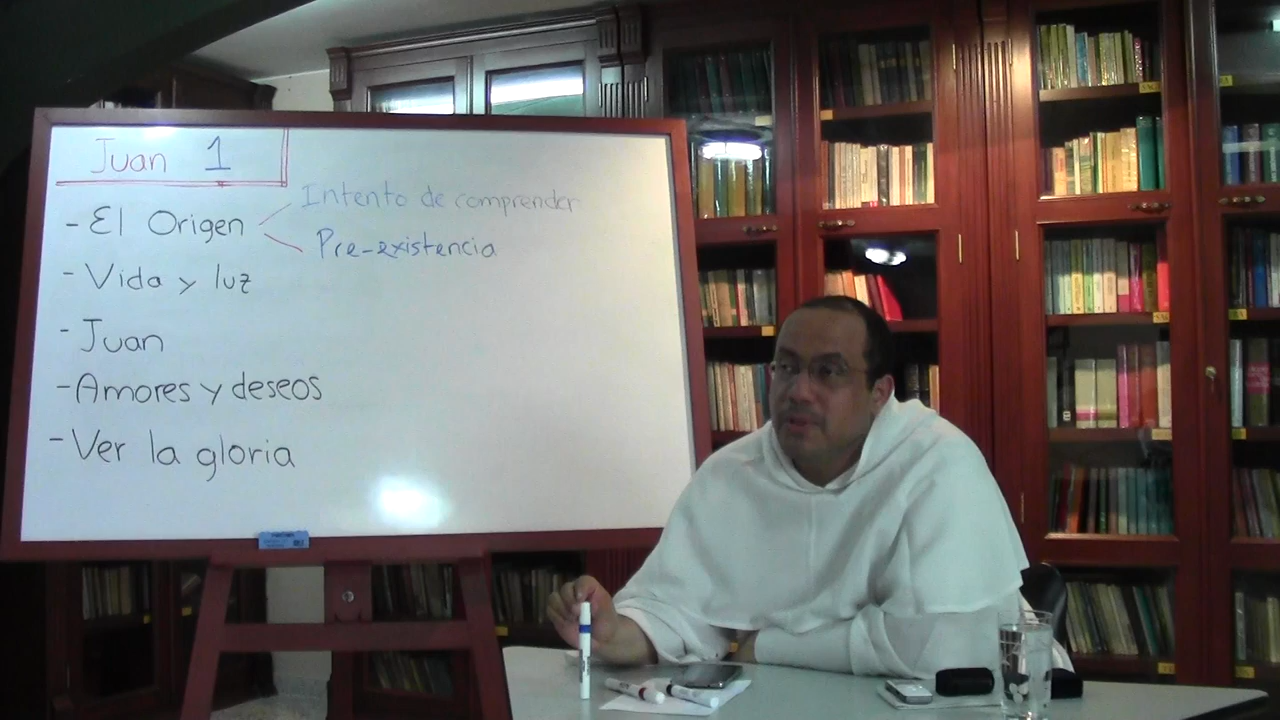 Juan 1
- El Origen
Intento de comprender
Pre-existencia
- Vida y luz
- Juan
- Amores y deseos
- Ver la gloria